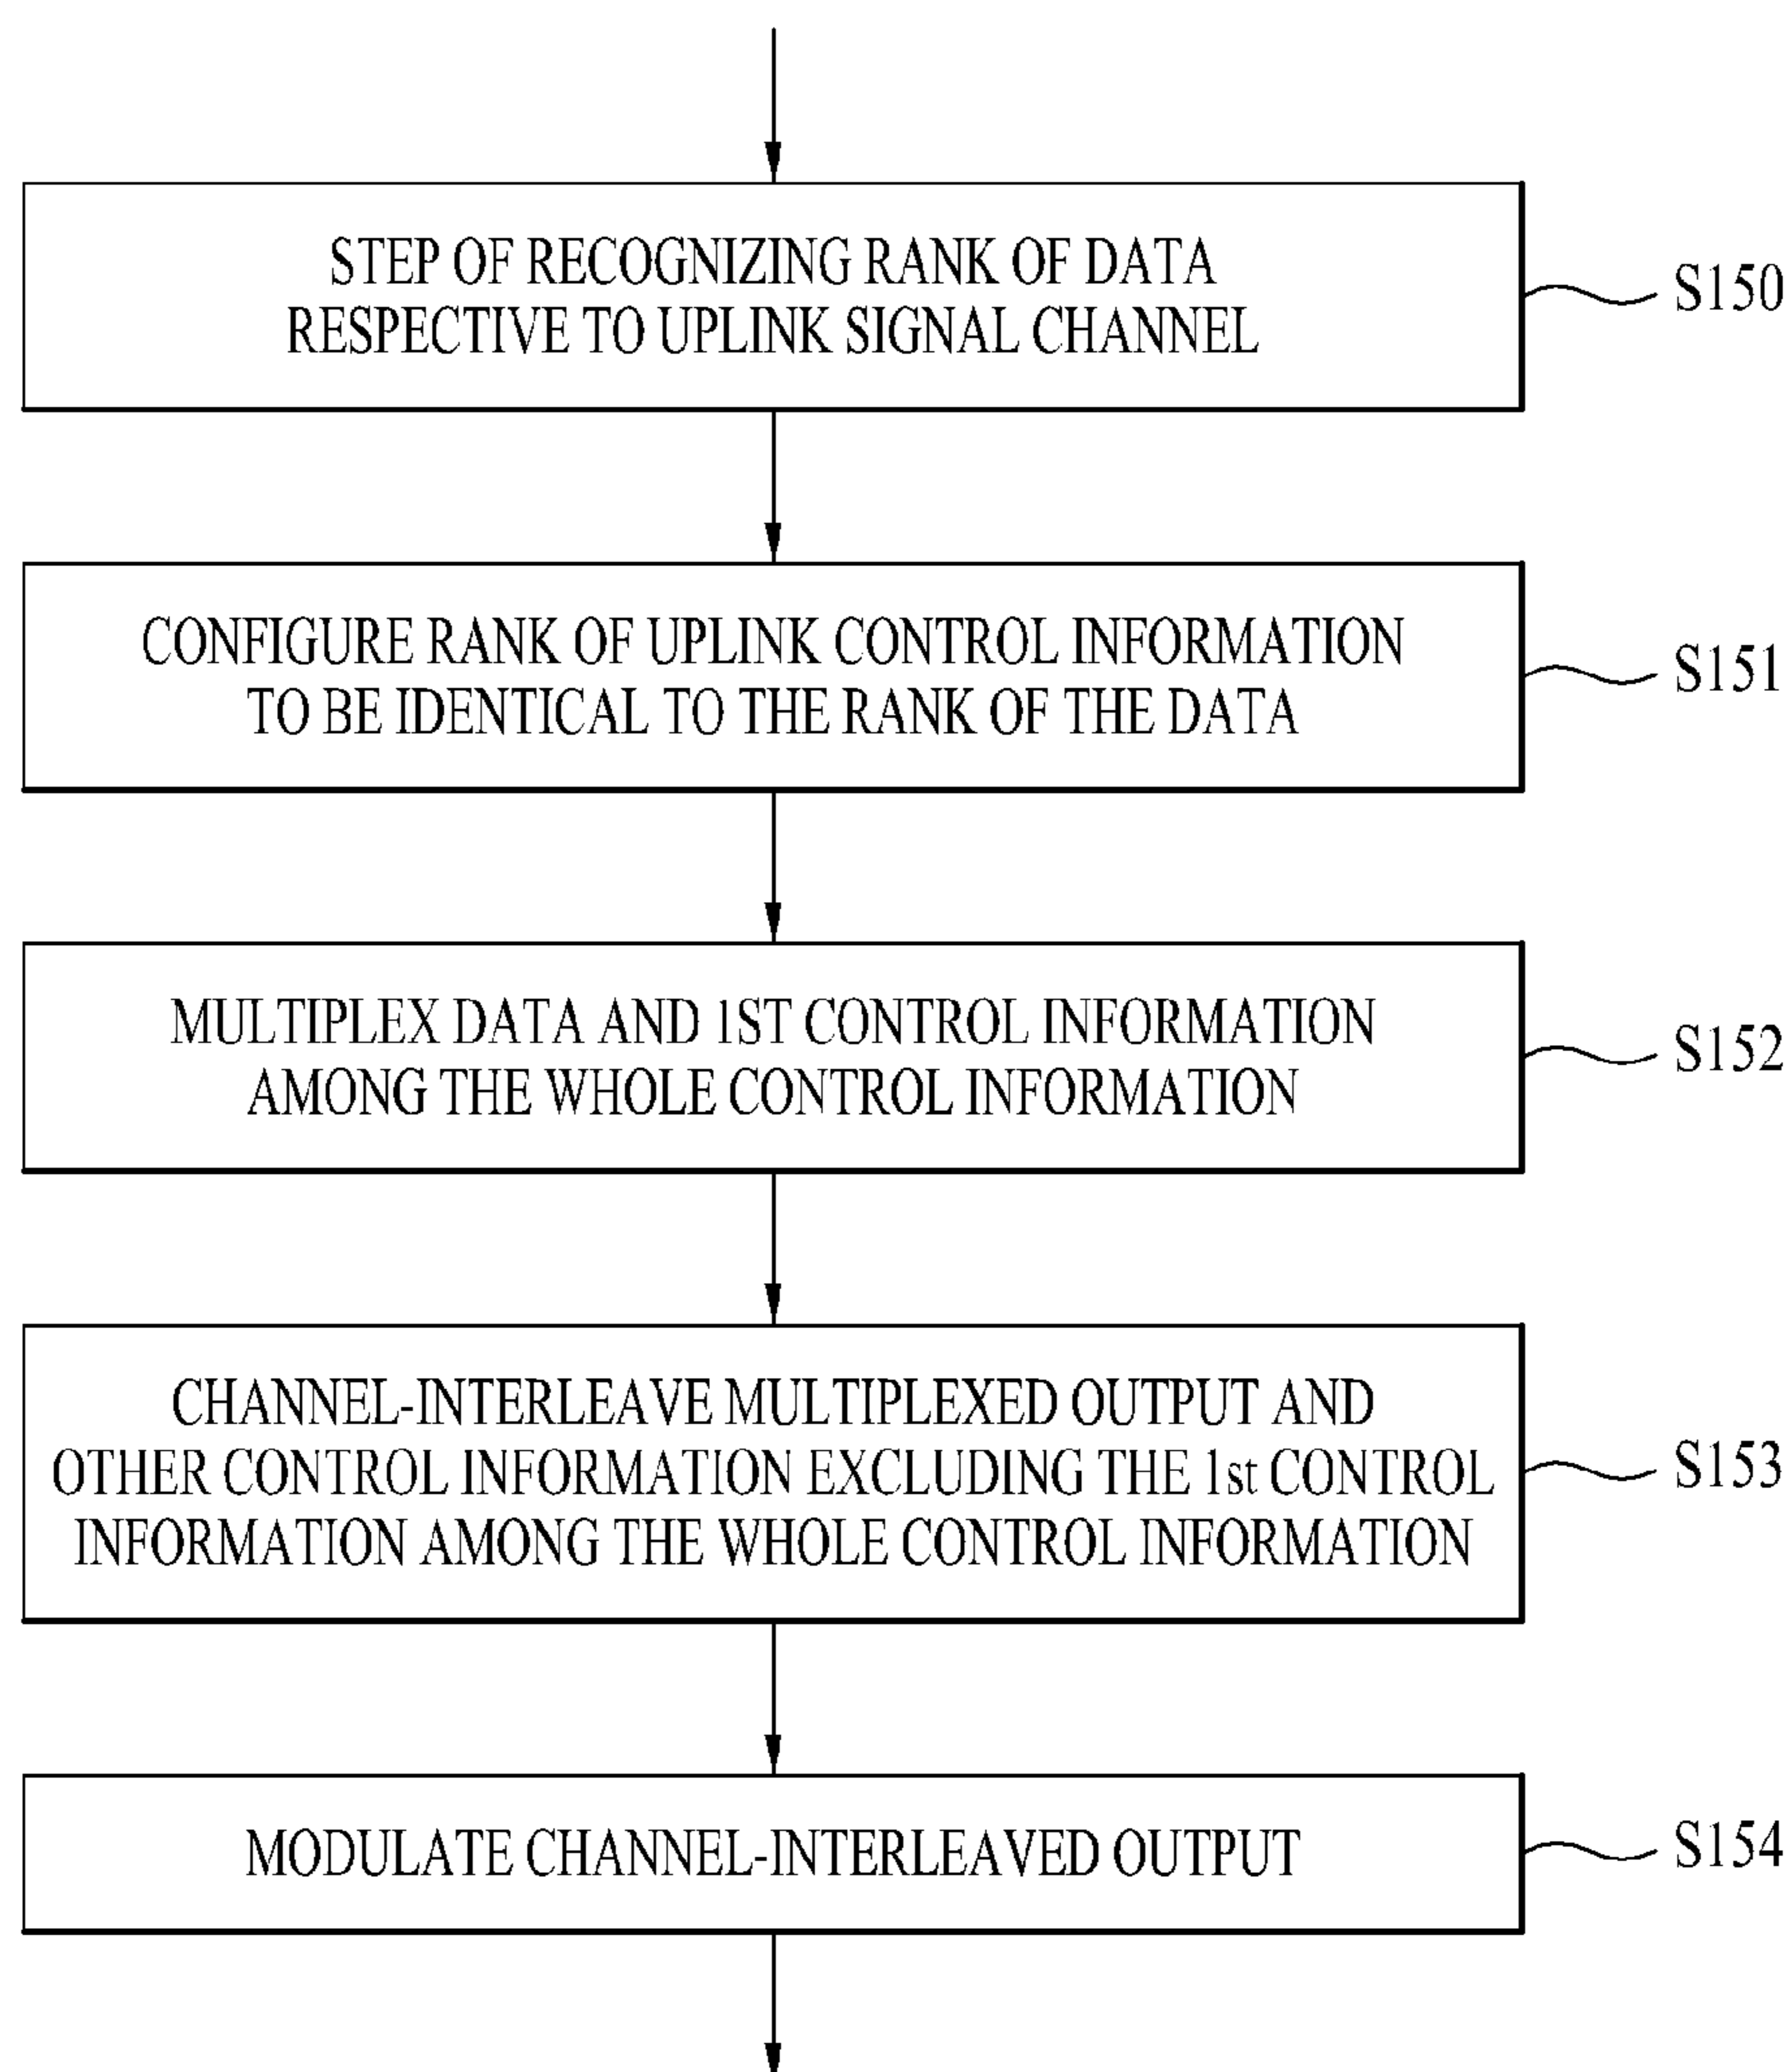 STEP OF RECOGNIZING RANK OF DATA
RESPECTIVE TO UPLINK SIGNAL CHANNEL
S150
CONFIGURE RANK OF UPLINK CONTROL INFORMATION
TO BE IDENTICAL TO THE RANK OF THE DATA
S151
MULTIPLEX DATA AND 1ST CONTROL INFORMATION
AMONG THE WHOLE CONTROL INFORMATION
S152
CHANNEL-INTERLEAVE MULTIPLEXED OUTPUT AND
OTHER CONTROL INFORMATION EXCLUDING THE 1st CONTROL
INFORMATION AMONG THE WHOLE CONTROL INFORMATION
S153
MODULATE CHANNEL-INTERLEAVED OUTPUT
S154